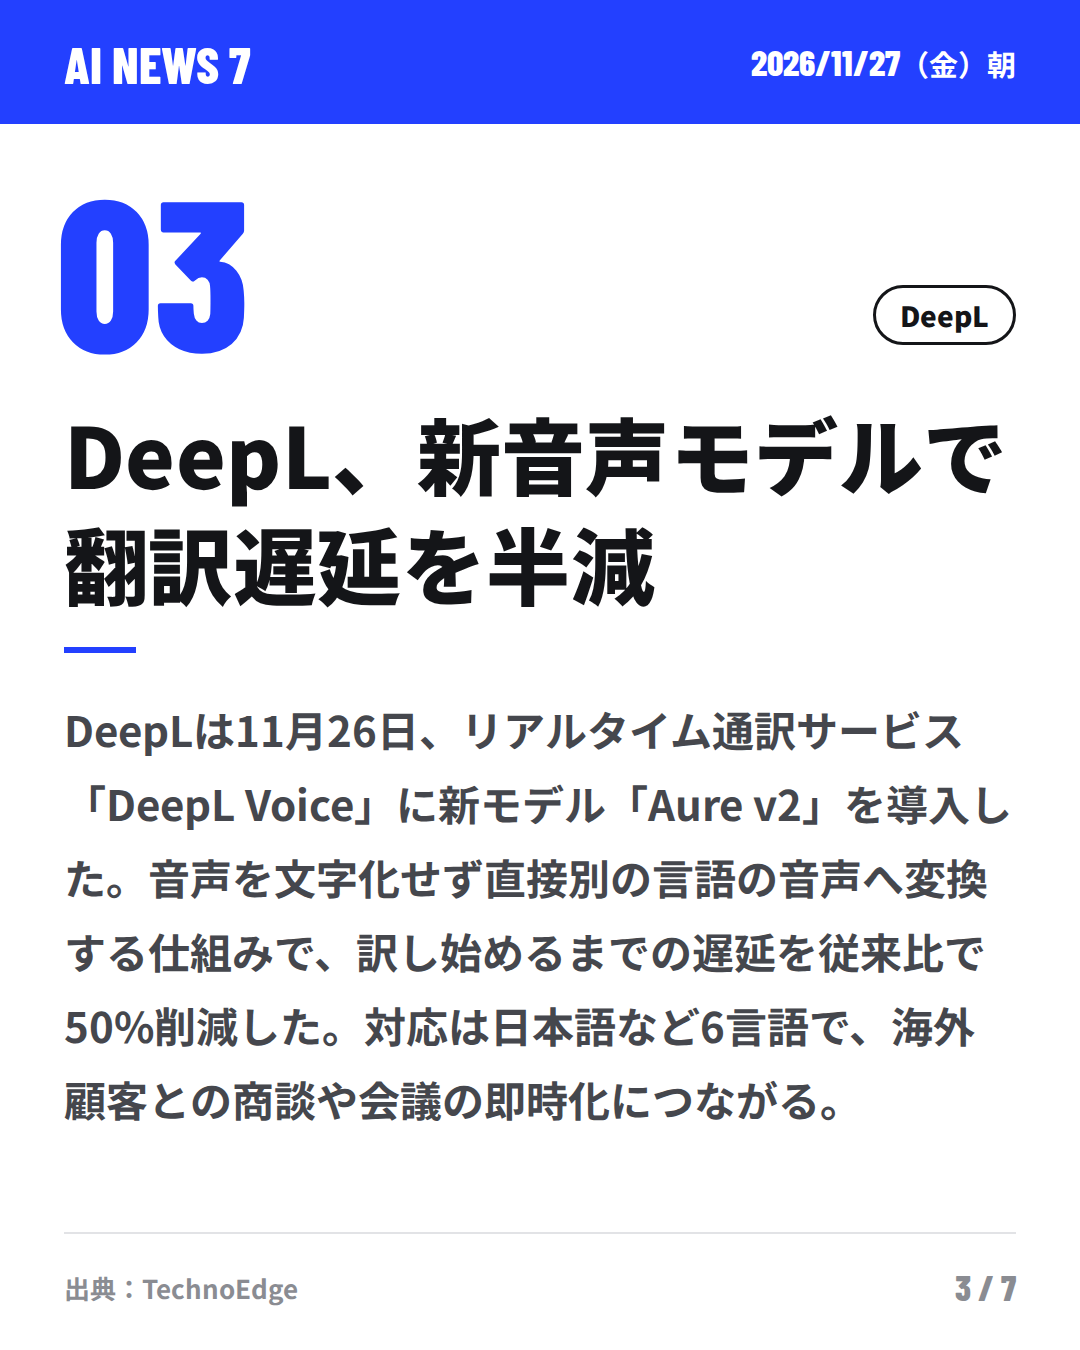 AI NEWS 7
2026/11/27（金）朝
03
DeepL
DeepL、新音声モデルで
翻訳遅延を半減
DeepLは11月26日、リアルタイム通訳サービス
「DeepL Voice」に新モデル「Aure v2」を導入し
た。音声を文字化せず直接別の言語の音声へ変換
する仕組みで、訳し始めるまでの遅延を従来比で
50%削減した。対応は日本語など6言語で、海外
顧客との商談や会議の即時化につながる。
出典：TechnoEdge
3 / 7